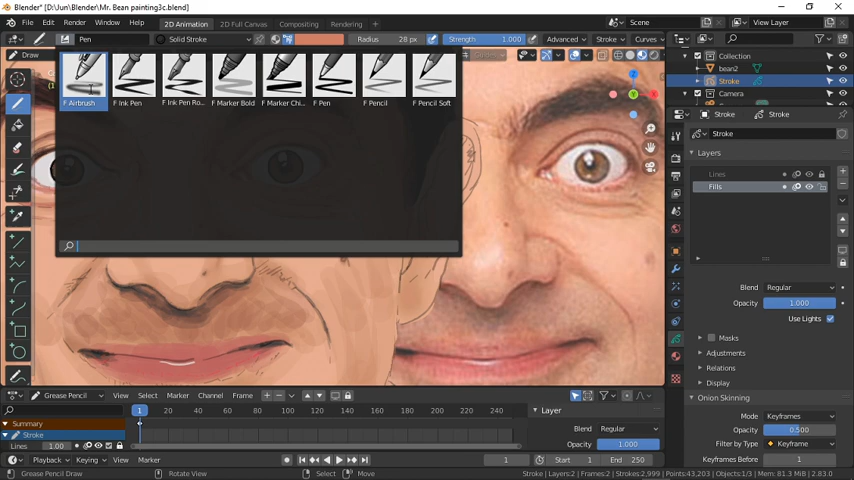 Blender* [D:\Jun\Blender\Mr. Bean painting3c.blend]
File Edit Render Window Help 2D Animation 2D Full Canvas Compositing Rendering Scene View Layer
Pen Solid Stroke Radius 28 px Strength 1.000 Advanced Stroke Curves
Draw
F Airbrush F Ink Pen F Ink Pen Ro... F Marker Bold F Marker Chi... F Pen F Pencil F Pencil Soft
Collection
bean2
Stroke
Camera
Stroke Stroke
Stroke
Layers
Lines
Fills
Blend Regular
Opacity 1.000
Use Lights
Masks
Adjustments
Relations
Display
Onion Skinning
Mode Keyframes
Opacity 0.500
Filter by Type Keyframe
Keyframes Before 1
Grease Pencil View Select Marker Channel Frame
1 20 40 60 80 100 120 140 160 180 200 220 240
Summary
Stroke
Lines 1.00
Layer
Blend Regular
Opacity 1.000
Playback Keying View Marker 1 Start 1 End 250
Grease Pencil Draw Rotate View Select Move Stroke | Layers:2 | Frames:2 | Strokes:2,999 | Points:43,203 | Objects:1/3 | Mem: 81.3 MiB | 2.83.0